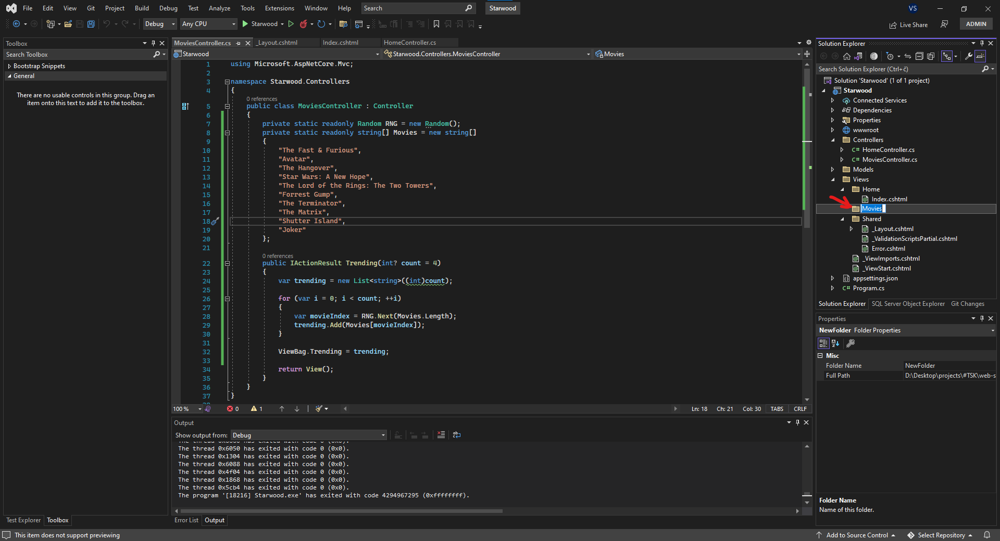 File Edit View Git Project Build Debug Test Analyze Tools Extensions Window Help Search Starwood VS
Debug Any CPU Starwood Live Share ADMIN
Toolbox
Search Toolbox
Bootstrap Snippets
General
There are no usable controls in this group. Drag an
item onto this text to add it to the toolbox.
Test Explorer Toolbox
MoviesController.cs _Layout.cshtml Index.cshtml HomeController.cs
Starwood Starwood.Controllers.MoviesController Movies
1 using Microsoft.AspNetCore.Mvc;
2
3 namespace Starwood.Controllers
4 {
0 references
5 public class MoviesController : Controller
6 {
7 private static readonly Random RNG = new Random();
8 private static readonly string[] Movies = new string[]
9 {
10 "The Fast & Furious",
11 "Avatar",
12 "The Hangover",
13 "Star Wars: A New Hope",
14 "The Lord of the Rings: The Two Towers",
15 "Forrest Gump",
16 "The Terminator",
17 "The Matrix",
18 "Shutter Island",
19 "Joker"
20 };
21
0 references
22 public IActionResult Trending(int? count = 4)
23 {
24 var trending = new List<string>((int)count);
25
26 for (var i = 0; i < count; ++i)
27 {
28 var movieIndex = RNG.Next(Movies.Length);
29 trending.Add(Movies[movieIndex]);
30 }
31
32 ViewBag.Trending = trending;
33
34 return View();
35 }
36 }
37 }
100 % 0 1 Ln: 18 Ch: 21 Col: 30 TABS CRLF
Output
Show output from: Debug
The thread 0x6050 has exited with code 0 (0x0).
The thread 0x1304 has exited with code 0 (0x0).
The thread 0x6088 has exited with code 0 (0x0).
The thread 0x4f04 has exited with code 0 (0x0).
The thread 0x1868 has exited with code 0 (0x0).
The thread 0x5cb4 has exited with code 0 (0x0).
The program '[18216] Starwood.exe' has exited with code 4294967295 (0xffffffff).
Error List Output
Solution Explorer
Search Solution Explorer (Ctrl+č)
Solution 'Starwood' (1 of 1 project)
Starwood
Connected Services
Dependencies
Properties
wwwroot
Controllers
C# HomeController.cs
C# MoviesController.cs
Models
Views
Home
Index.cshtml
Movies
Shared
_Layout.cshtml
_ValidationScriptsPartial.cshtml
Error.cshtml
_ViewImports.cshtml
_ViewStart.cshtml
appsettings.json
C# Program.cs
Solution Explorer SQL Server Object Explorer Git Changes
Properties
NewFolder Folder Properties
Misc
Folder Name NewFolder
Full Path D:\Desktop\projects\#TSK\web-s
Folder Name
Name of this folder.
This item does not support previewing Add to Source Control Select Repository